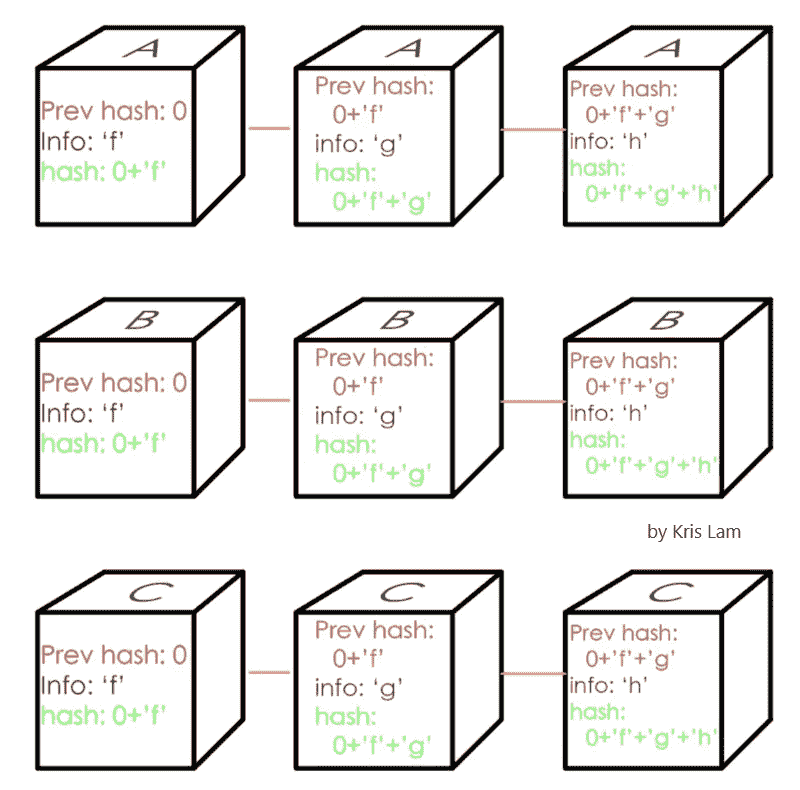 A
Prev hash: 0
Info: ‘f’
hash: 0+’f’
A
Prev hash:
0+’f’
info: ‘g’
hash:
0+’f’+’g’
A
Prev hash:
0+’f’+’g’
info: ‘h’
hash:
0+’f’+’g’+’h’
B
Prev hash: 0
Info: ‘f’
hash: 0+’f’
B
Prev hash:
0+’f’
info: ‘g’
hash:
0+’f’+’g’
B
Prev hash:
0+’f’+’g’
info: ‘h’
hash:
0+’f’+’g’+’h’
by Kris Lam
C
Prev hash: 0
Info: ‘f’
hash: 0+’f’
C
Prev hash:
0+’f’
info: ‘g’
hash:
0+’f’+’g’
C
Prev hash:
0+’f’+’g’
info: ‘h’
hash:
0+’f’+’g’+’h’